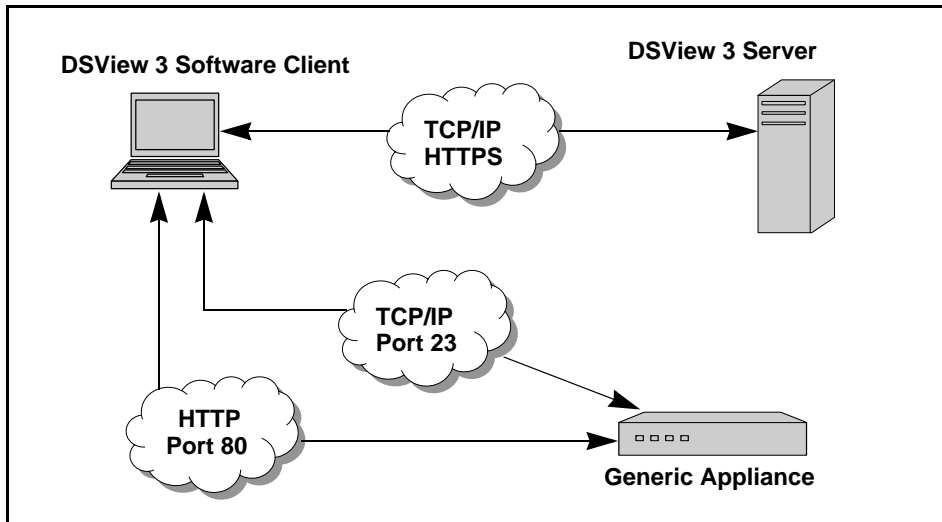 DSView 3 Software Client
DSView 3 Server
TCP/IP
HTTPS
TCP/IP
Port 23
HTTP
Port 80
Generic Appliance